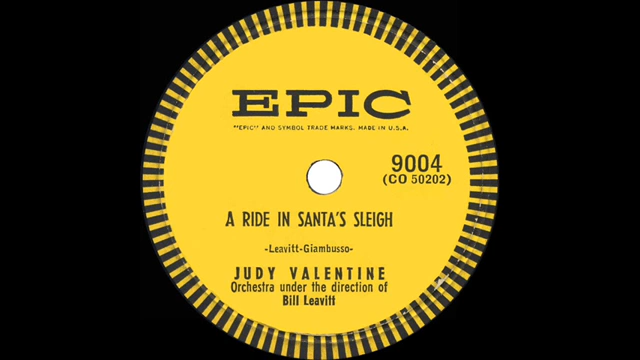 EPIC
"EPIC" AND SYMBOL TRADE MARKS. MADE IN U.S.A.
9004
(CO 50202)
A RIDE IN SANTA'S SLEIGH
-Leavitt-Giambusso-
JUDY VALENTINE
Orchestra under the direction of
Bill Leavitt